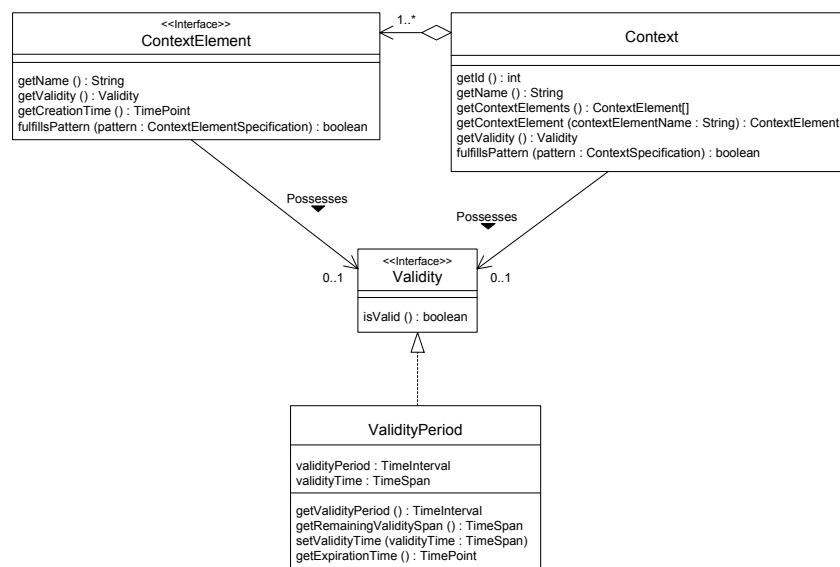 <<Interface>>
ContextElement
getName () : String
getValidity () : Validity
getCreationTime () : TimePoint
fulfillsPattern (pattern : ContextElementSpecification) : boolean
1..*
Context
getId () : int
getName () : String
getContextElements () : ContextElement[]
getContextElement (contextElementName : String) : ContextElement
getValidity () : Validity
fulfillsPattern (pattern : ContextSpecification) : boolean
Possesses
Possesses
0..1
<<Interface>>
Validity
isValid () : boolean
0..1
ValidityPeriod
validityPeriod : TimeInterval
validityTime : TimeSpan
getValidityPeriod () : TimeInterval
getRemainingValiditySpan () : TimeSpan
setValidityTime (validityTime : TimeSpan)
getExpirationTime () : TimePoint